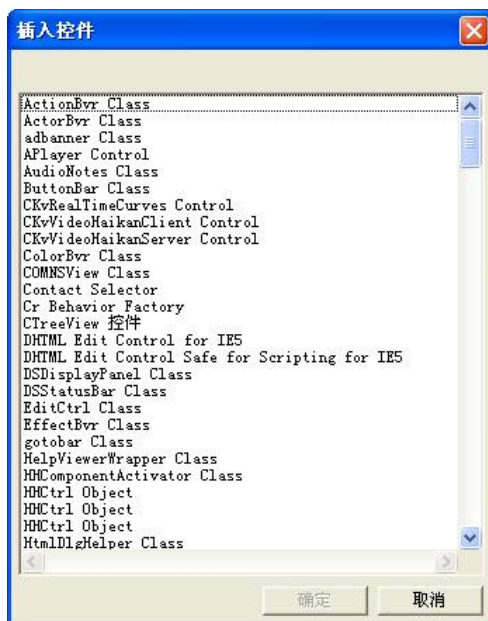 插入控件
ActionBvr Class
ActorBvr Class
adbanner Class
APlayer Control
AudioNotes Class
ButtonBar Class
CKvRealTimeCurves Control
CKvVideoHaikanClient Control
CKvVideoHaikanServer Control
ColorBvr Class
COMNSView Class
Contact Selector
Cr Behavior Factory
CTreeView 控件
DHTML Edit Control for IE5
DHTML Edit Control Safe for Scripting for IE5
DSDisplayPanel Class
DSStatusBar Class
EditCtrl Class
EffectBvr Class
gotobar Class
HelpViewerWrapper Class
HHComponentActivator Class
HHCtrl Object
HHCtrl Object
HHCtrl Object
HtmlDlgHelper Class
确定 取消